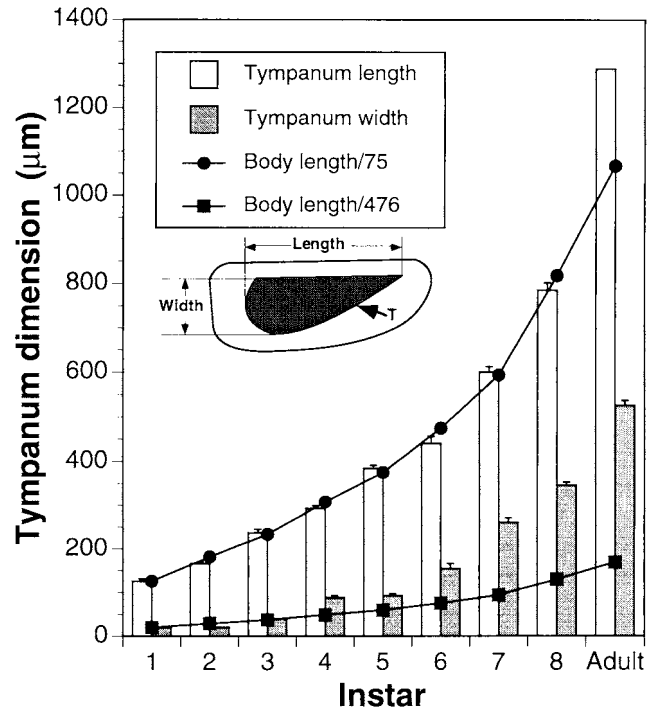 Tympanum dimension (µm)
1400
1200
1000
800
600
400
200
0
Tympanum length
Tympanum width
Body length/75
Body length/476
Length
Width
T
1 2 3 4 5 6 7 8 Adult
Instar